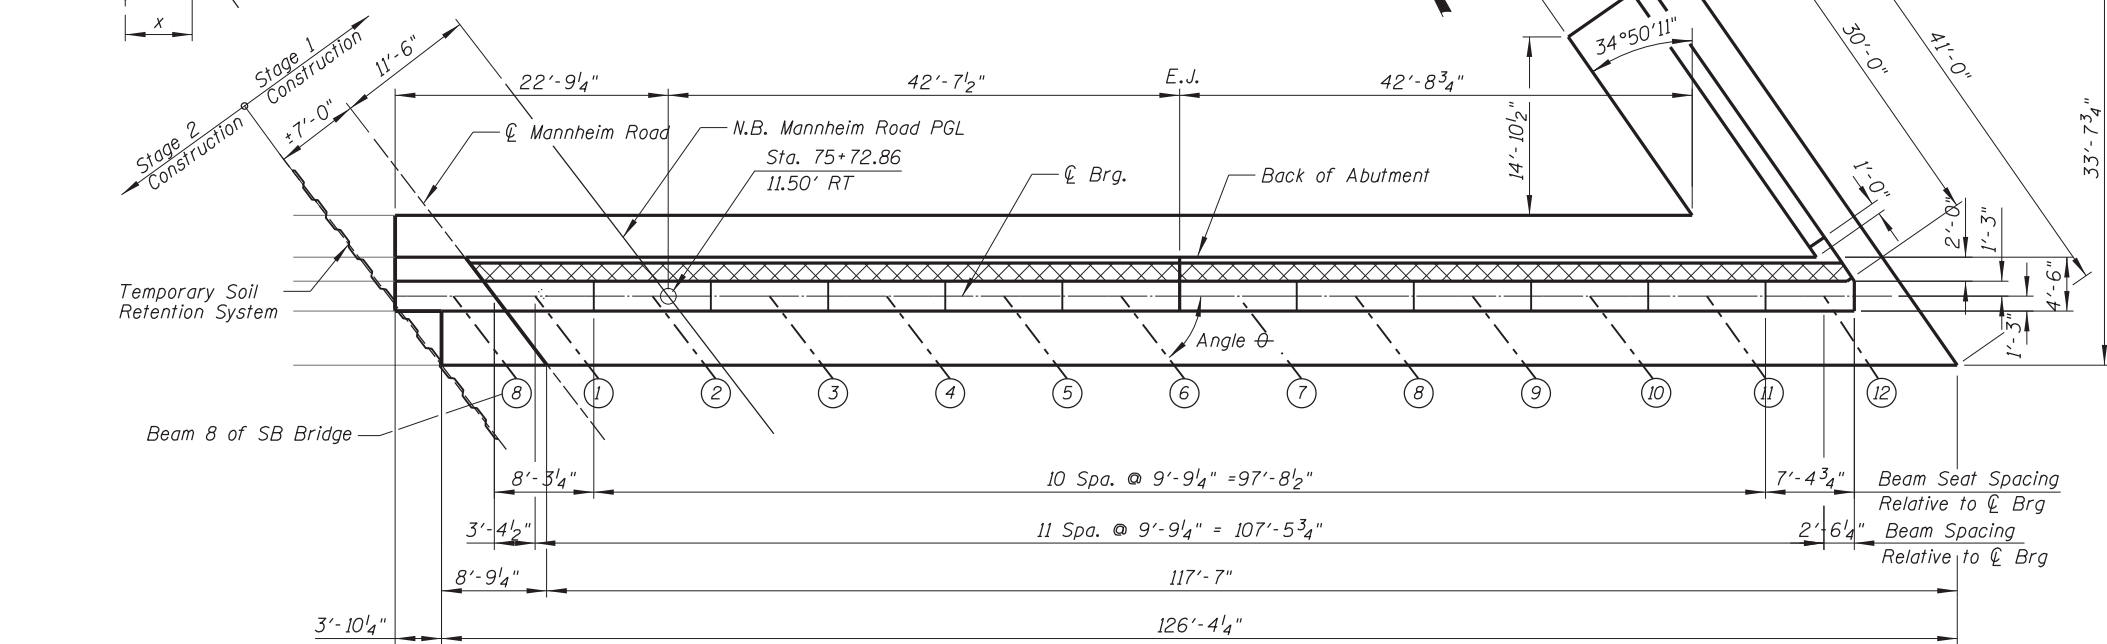 x
Stage 1
Construction
11'-6"
±7'-0"
Stage 2
Construction
22'-9¼"
42'-7½"
E.J.
42'-8¾"
34°50'11"
30'-0"
41'-0"
33'-7¾"
14'-10½"
℄ Mannheim Road
N.B. Mannheim Road PGL
Sta. 75+72.86
11.50' RT
℄ Brg.
Back of Abutment
1'-0"
2'-0"
1'-3"
4'-6"
1'-3"
Temporary Soil
Retention System
Angle θ
8 1 2 3 4 5 6 7 8 9 10 11 12
Beam 8 of SB Bridge
8'-3¼"
10 Spa. @ 9'-9¼" =97'-8½"
7'-4¾"
Beam Seat Spacing
Relative to ℄ Brg
3'-4½"
11 Spa. @ 9'-9¼" = 107'-5¾"
2'-6¼"
Beam Spacing
Relative to ℄ Brg
8'-9¼"
117'-7"
3'-10¼"
126'-4¼"